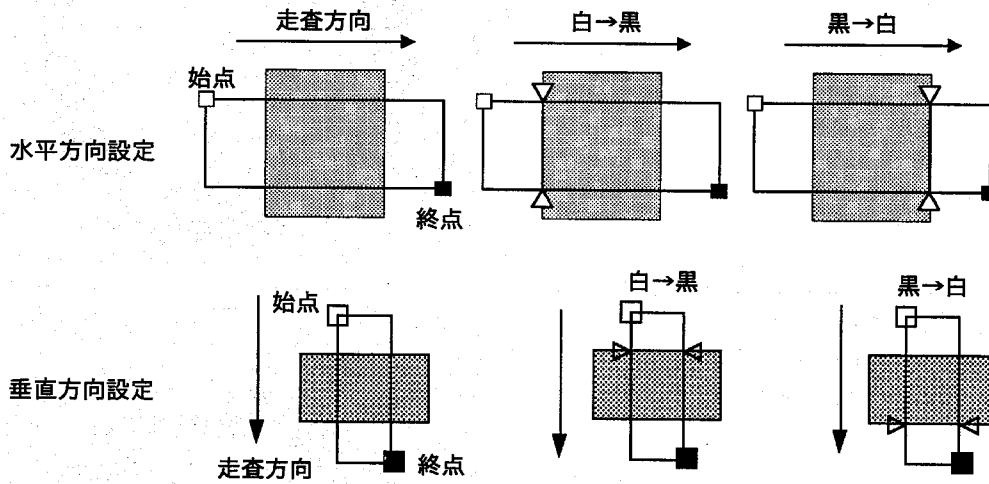 走査方向
白→黒
黒→白
始点
水平方向設定
終点
白→黒
黒→白
始点
垂直方向設定
走査方向
終点